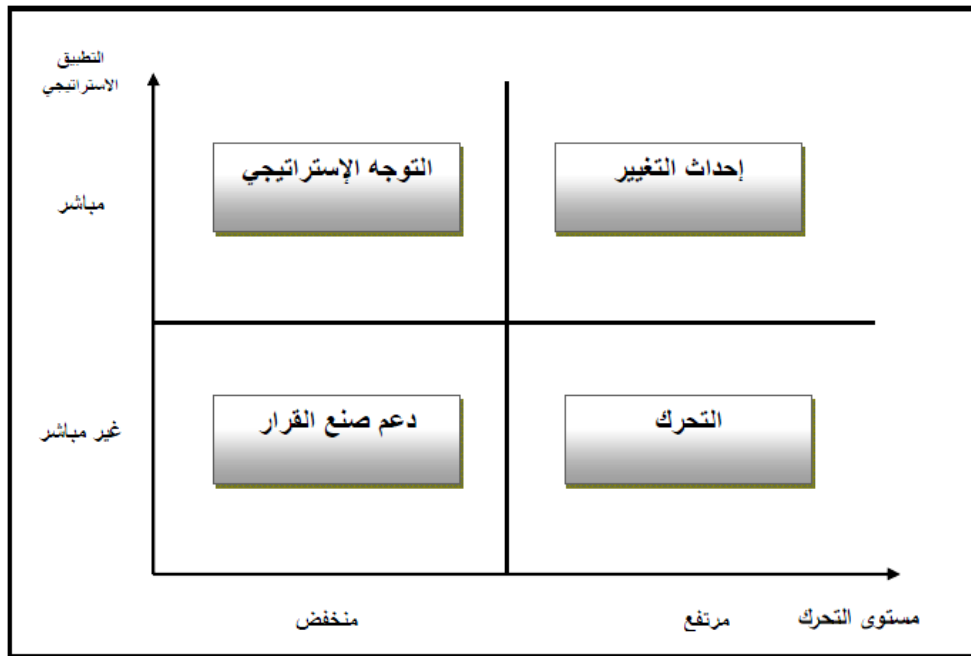 التطبيق
الاستراتيجي
إحداث التغيير
التوجه الإستراتيجي
مباشر
التحرك
دعم صنع القرار
غير مباشر
مستوى التحرك
مرتفع
منخفض